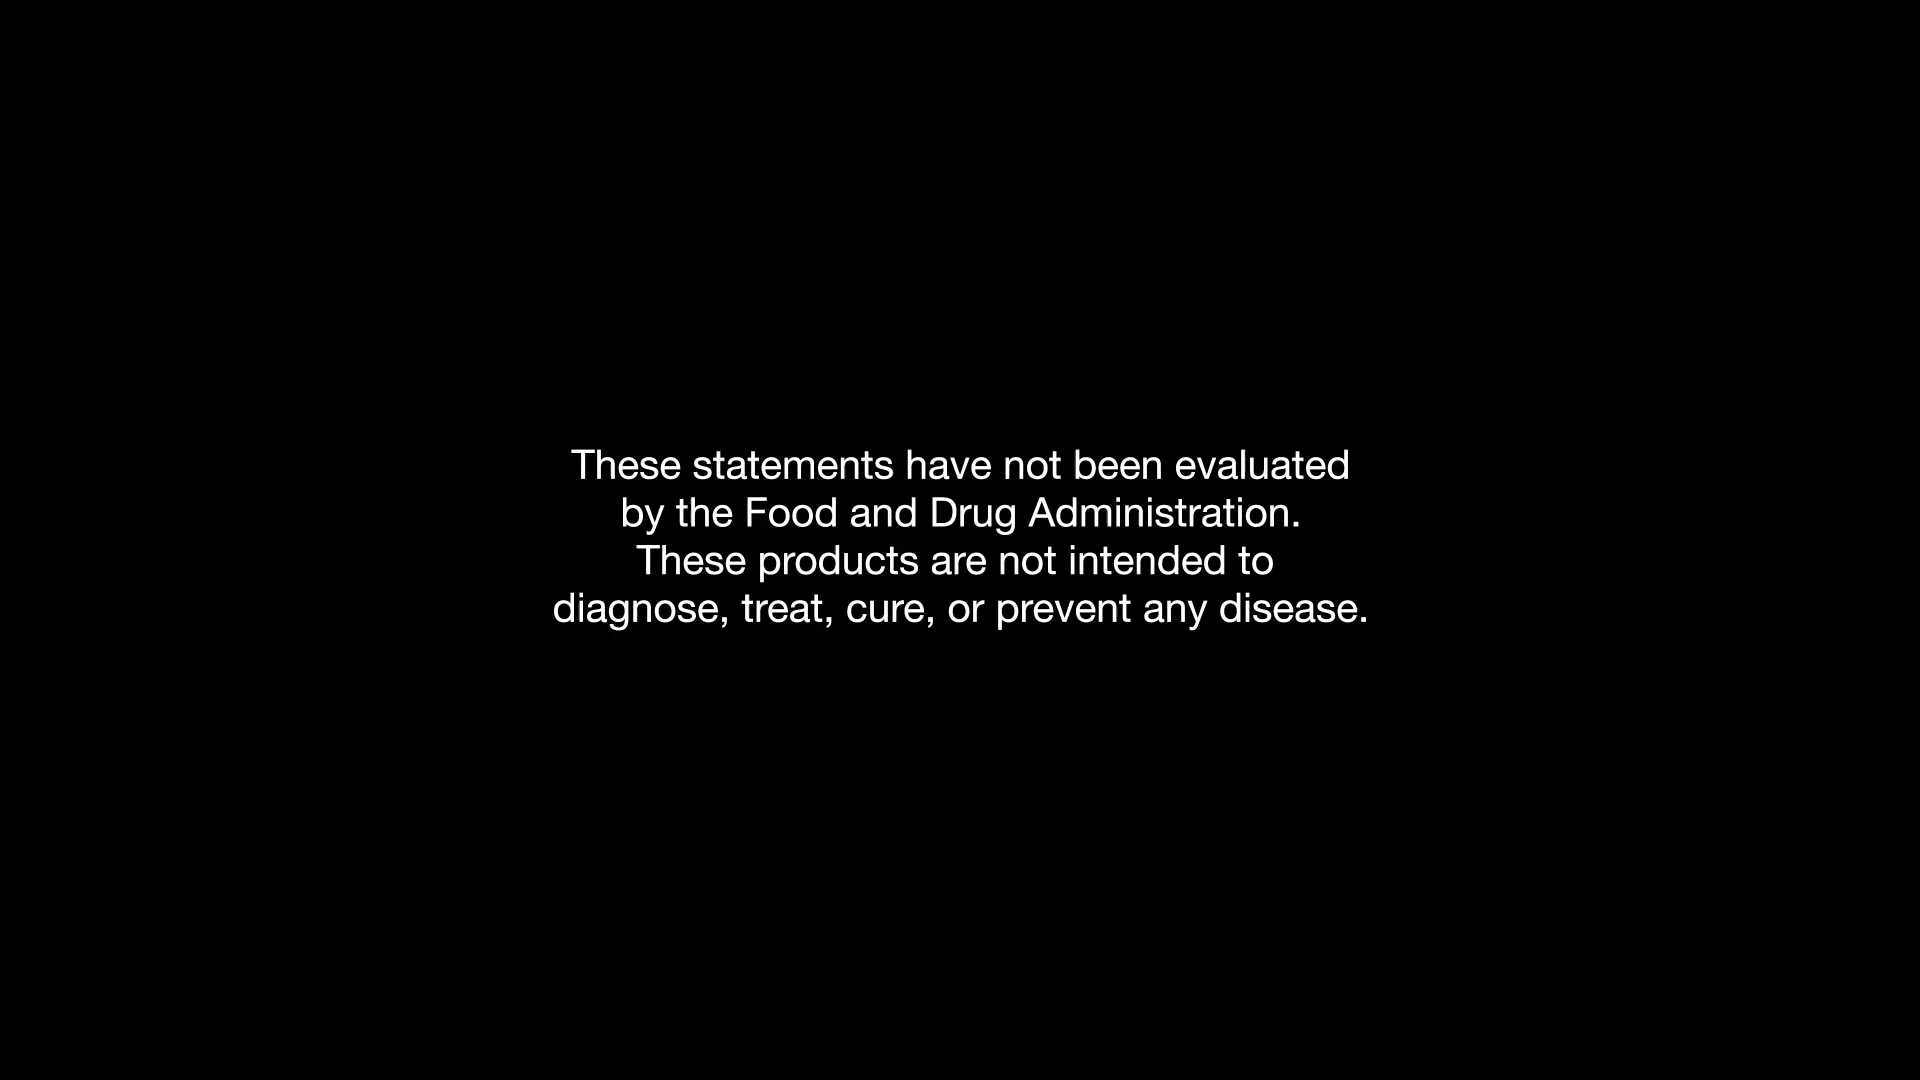 These statements have not been evaluated
by the Food and Drug Administration.
These products are not intended to
diagnose, treat, cure, or prevent any disease.